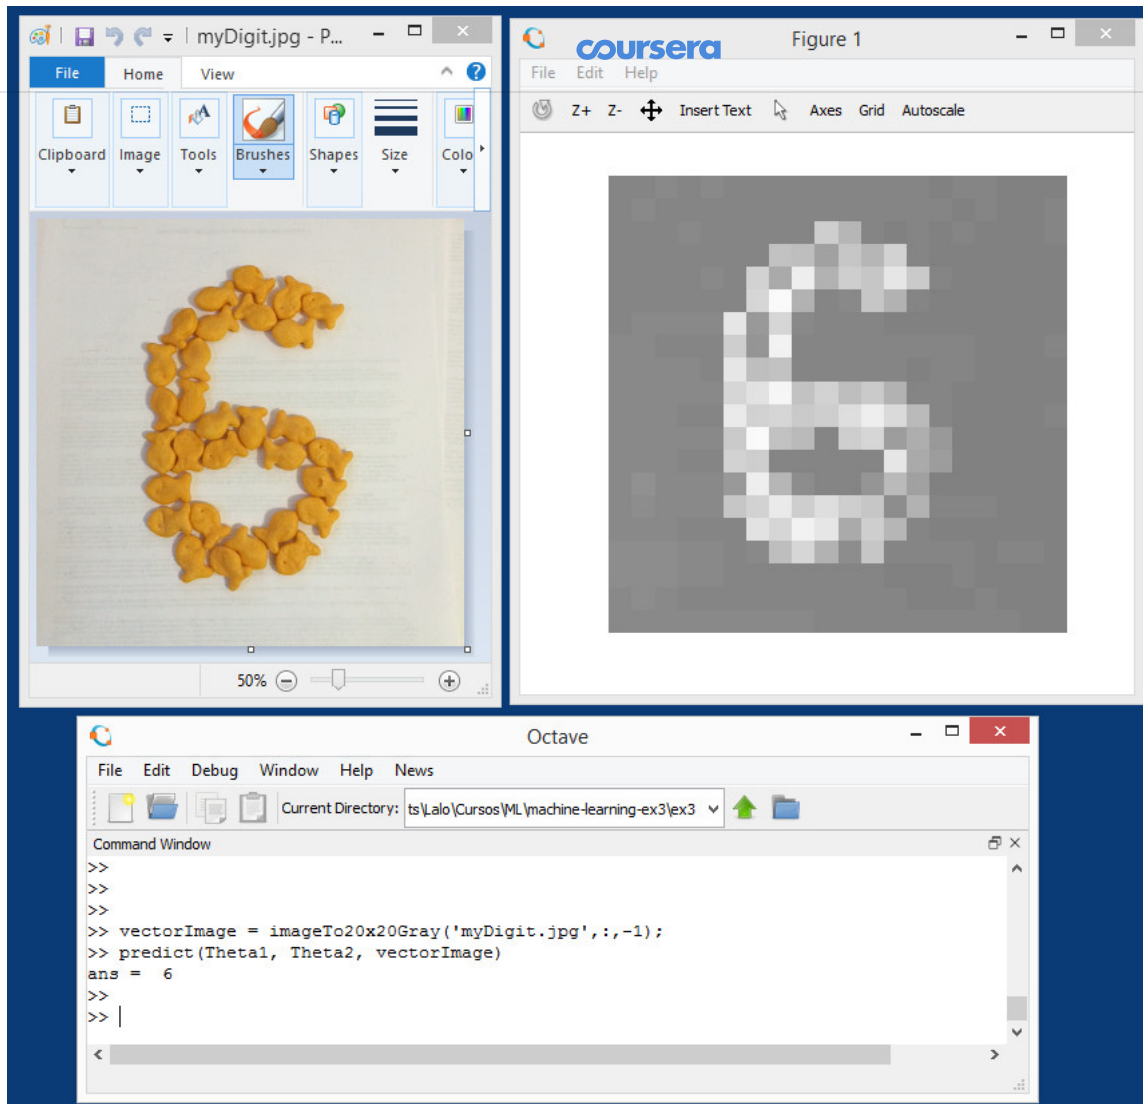 myDigit.jpg - P...
File Home View
Clipboard Image Tools Brushes Shapes Size Colo
50%
Figure 1
coursera
File Edit Help
Z+ Z- Insert Text Axes Grid Autoscale
Octave
File Edit Debug Window Help News
Current Directory: ts\Lalo\Cursos\ML\machine-learning-ex3\ex3
Command Window
>>
>>
>>
>> vectorImage = imageTo20x20Gray('myDigit.jpg',:,-1);
>> predict(Theta1, Theta2, vectorImage)
ans =  6
>>
>>